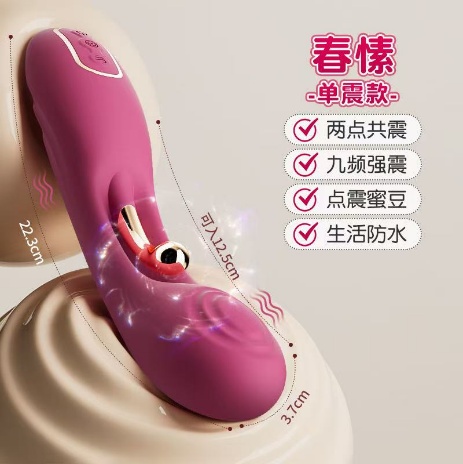 春愫
-单震款-
两点共震
九频强震
点震蜜豆
生活防水
22.3cm
可入12.5cm
3.7cm